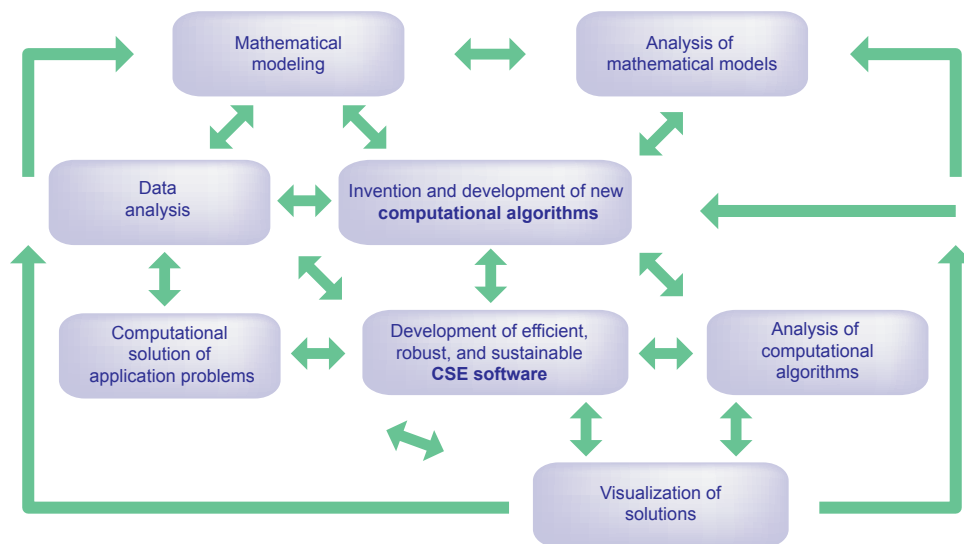 Mathematical
modeling
Analysis of
mathematical models
Data
analysis
Invention and development of new
computational algorithms
Computational
solution of
application problems
Development of efficient,
robust, and sustainable
CSE software
Analysis of
computational
algorithms
Visualization of
solutions